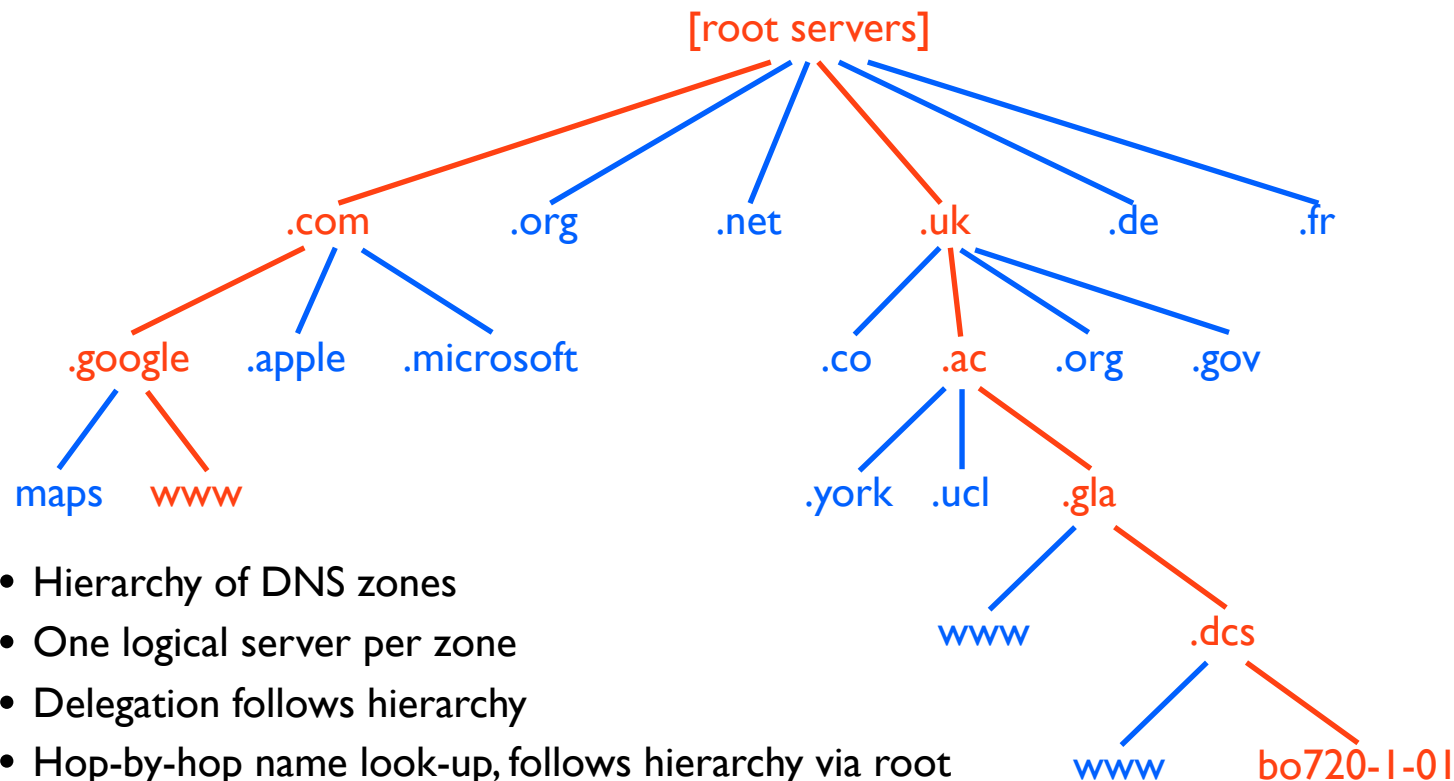 [root servers]
.com .org .net .uk .de .fr
.google .apple .microsoft .co .ac .org .gov
maps www .york .ucl .gla
• Hierarchy of DNS zones
• One logical server per zone
www .dcs
• Delegation follows hierarchy
• Hop-by-hop name look-up, follows hierarchy via root
www bo720-1-01